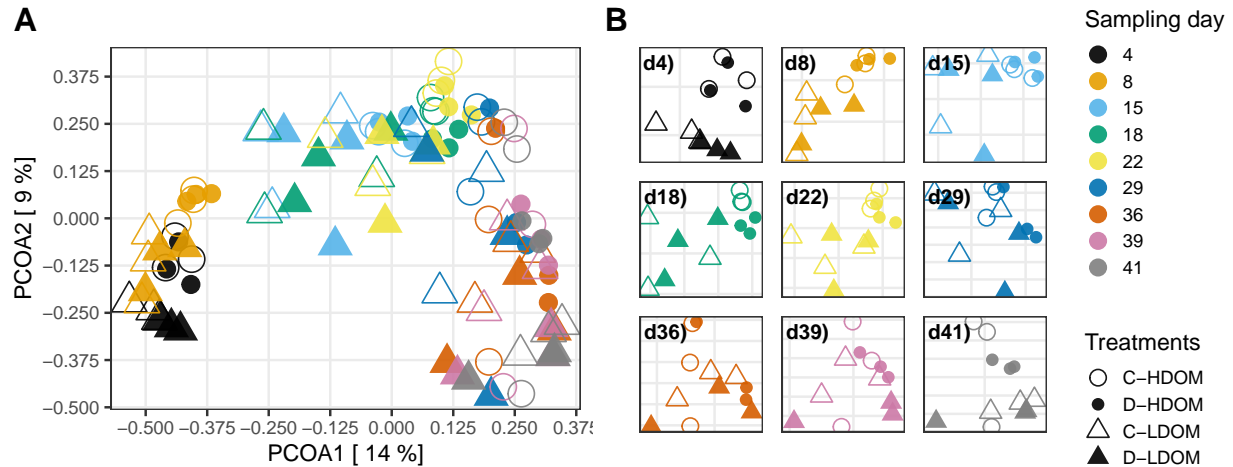 A
B
PCOA2 [ 9 %]
0.375
0.250
0.125
0.000
−0.125
−0.250
−0.375
−0.500
−0.500 −0.375 −0.250 −0.125 0.000 0.125 0.250 0.375
PCOA1 [ 14 %]
d4) d8) d15)
d18) d22) d29)
d36) d39) d41)
Sampling day
4
8
15
18
22
29
36
39
41
Treatments
C−HDOM
D−HDOM
C−LDOM
D−LDOM